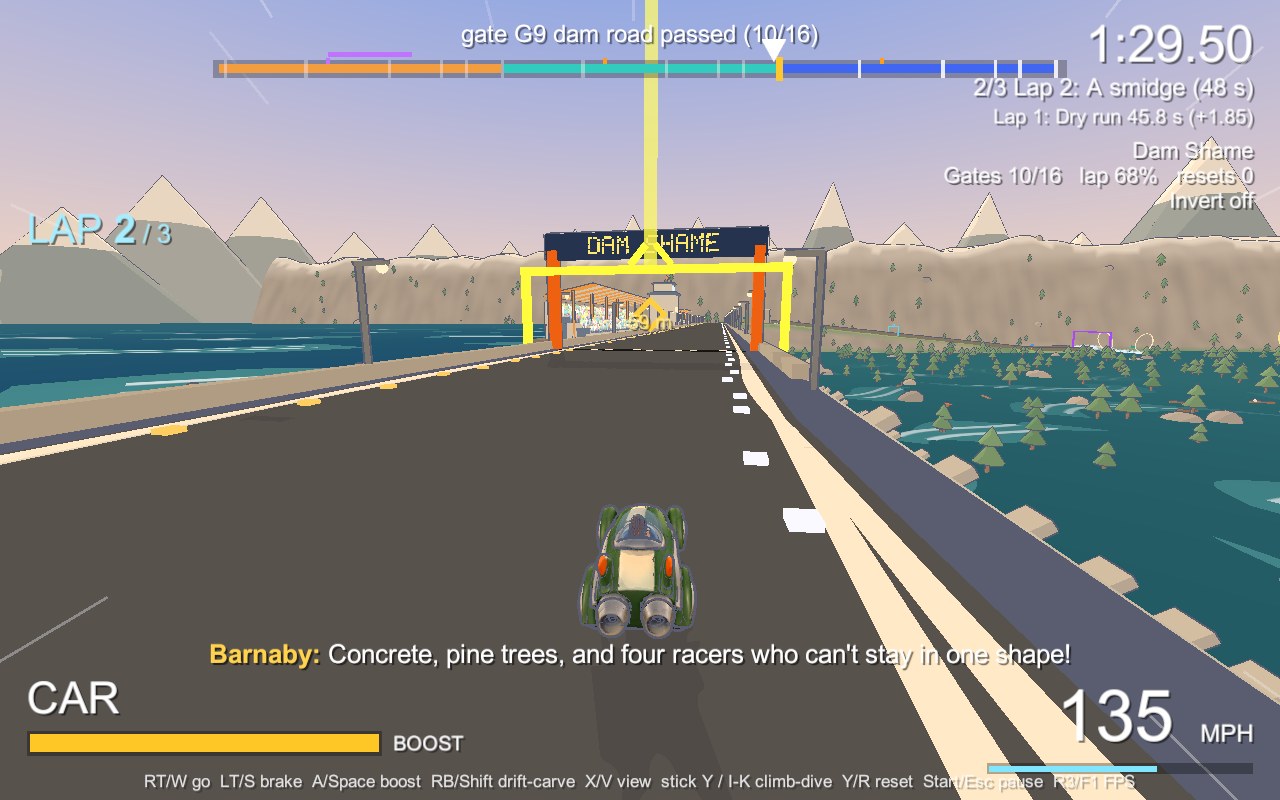 gate G9 dam road passed (10/16)
1:29.50
2/3 Lap 2: A smidge (48 s)
Lap 1: Dry run 45.8 s (+1.85)
Dam Shame
Gates 10/16 lap 68% resets 0
Invert off
LAP 2 / 3
DAM SHAME
59 m
Barnaby: Concrete, pine trees, and four racers who can't stay in one shape!
CAR
BOOST
135 MPH
RT/W go LT/S brake A/Space boost RB/Shift drift-carve X/V view stick Y / I-K climb-dive Y/R reset Start/Esc pause R3/F1 FPS